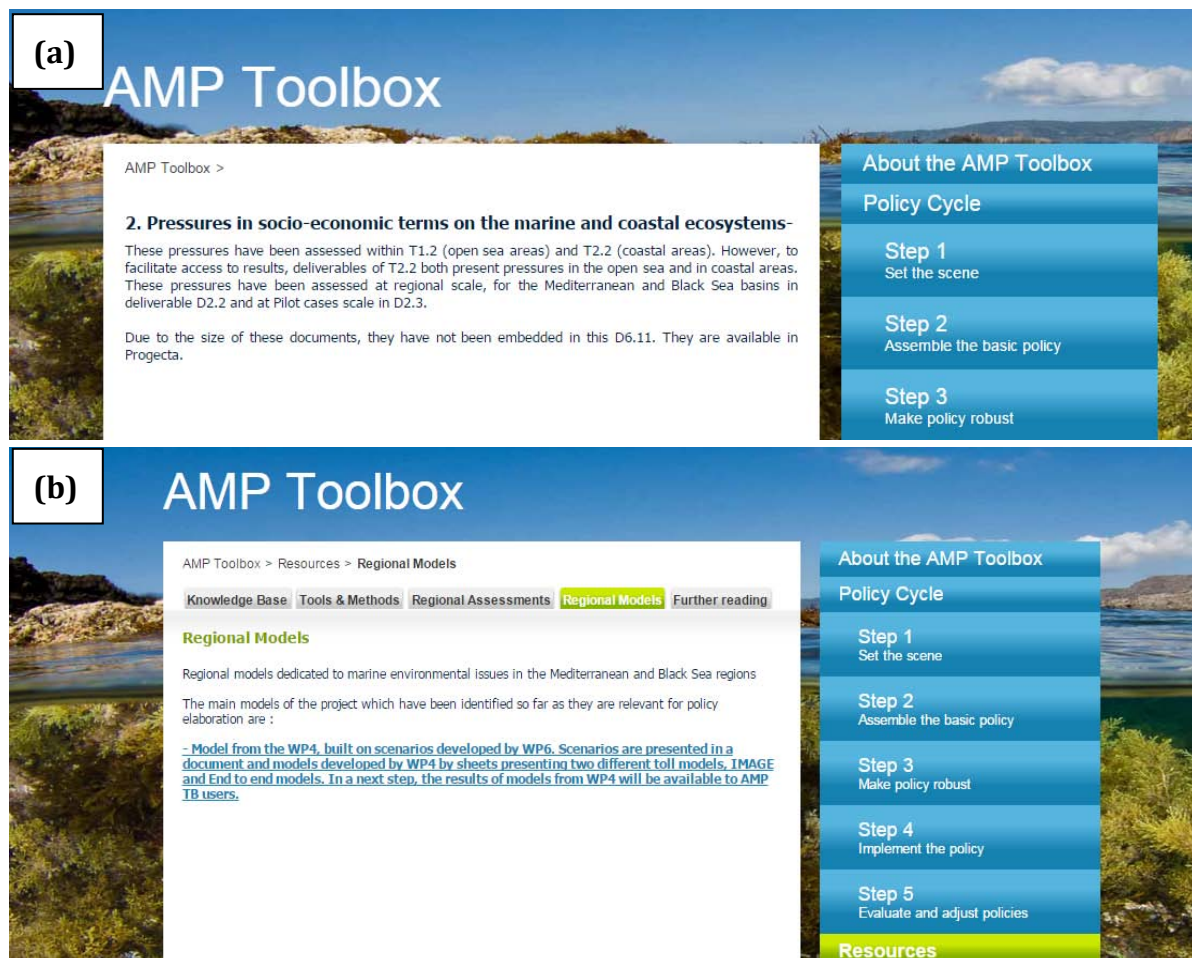 (a)
AMP Toolbox
AMP Toolbox >
2. Pressures in socio-economic terms on the marine and coastal ecosystems-
These pressures have been assessed within T1.2 (open sea areas) and T2.2 (coastal areas). However, to
facilitate access to results, deliverables of T2.2 both present pressures in the open sea and in coastal areas.
These pressures have been assessed at regional scale, for the Mediterranean and Black Sea basins in
deliverable D2.2 and at Pilot cases scale in D2.3.
Due to the size of these documents, they have not been embedded in this D6.11. They are available in
Progecta.
About the AMP Toolbox
Policy Cycle
Step 1
Set the scene
Step 2
Assemble the basic policy
Step 3
Make policy robust
(b)
AMP Toolbox
AMP Toolbox > Resources > Regional Models
Knowledge Base Tools & Methods Regional Assessments Regional Models Further reading
Regional Models
Regional models dedicated to marine environmental issues in the Mediterranean and Black Sea regions
The main models of the project which have been identified so far as they are relevant for policy
elaboration are :
- Model from the WP4, built on scenarios developed by WP6. Scenarios are presented in a
document and models developed by WP4 by sheets presenting two different toll models, IMAGE
and End to end models. In a next step, the results of models from WP4 will be available to AMP
TB users.
About the AMP Toolbox
Policy Cycle
Step 1
Set the scene
Step 2
Assemble the basic policy
Step 3
Make policy robust
Step 4
Implement the policy
Step 5
Evaluate and adjust policies
Resources